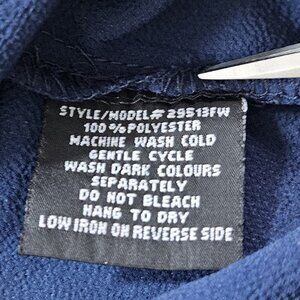 STYLE/MODEL# 29513FW
100%POLYESTER
MACHINE WASH COLD
GENTLE CYCLE
WASH DARK COLOURS
SEPARATELY
DO NOT BLEACH
HANG TO DRY
LOW IRON ON REVERSE SIDE